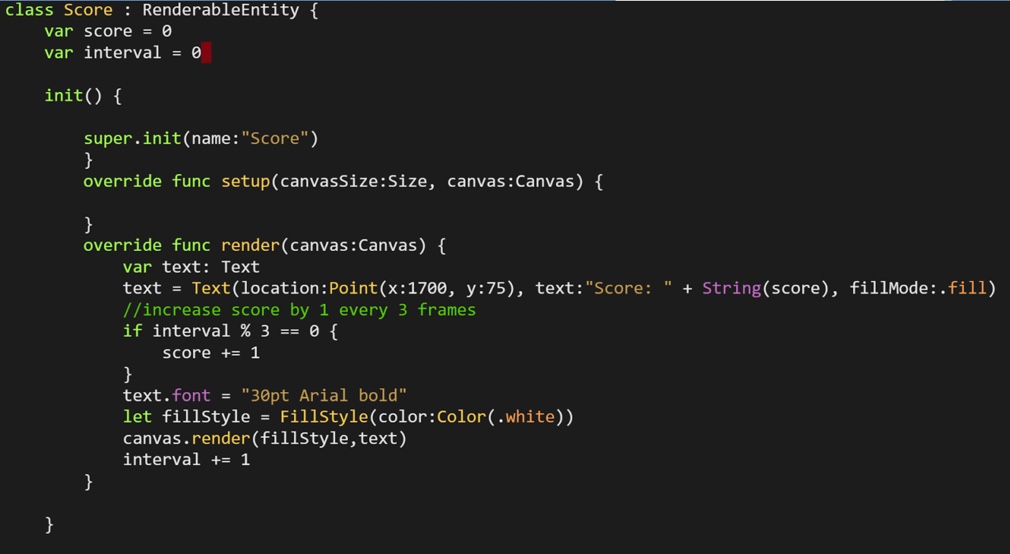 class Score : RenderableEntity {
var score = 0
var interval = 0
init() {
super.init(name:"Score")
}
override func setup(canvasSize:Size, canvas:Canvas) {
}
override func render(canvas:Canvas) {
var text: Text
text = Text(location:Point(x:1700, y:75), text:"Score: " + String(score), fillMode:.fill)
//increase score by 1 every 3 frames
if interval % 3 == 0 {
score += 1
}
text.font = "30pt Arial bold"
let fillStyle = FillStyle(color:Color(.white))
canvas.render(fillStyle,text)
interval += 1
}
}